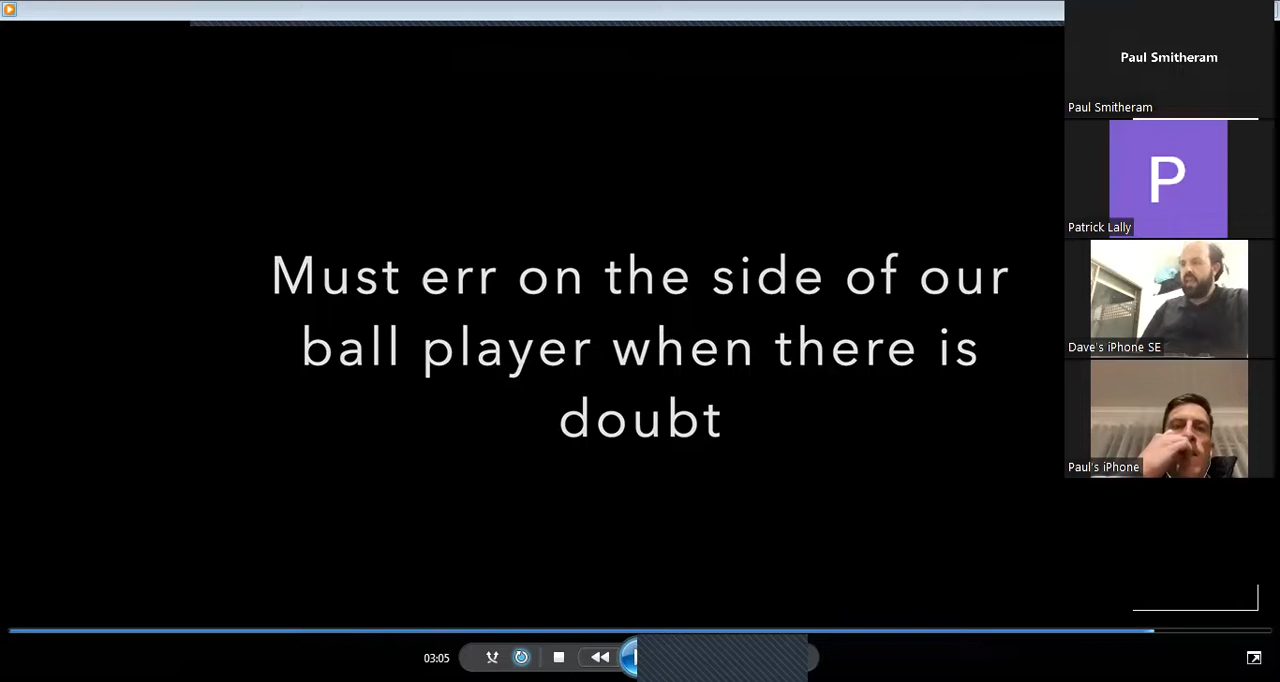 Paul Smitheram
Paul Smitheram
P
Patrick Lally
Must err on the side of our
ball player when there is
doubt
Dave's iPhone SE
Paul's iPhone
03:05